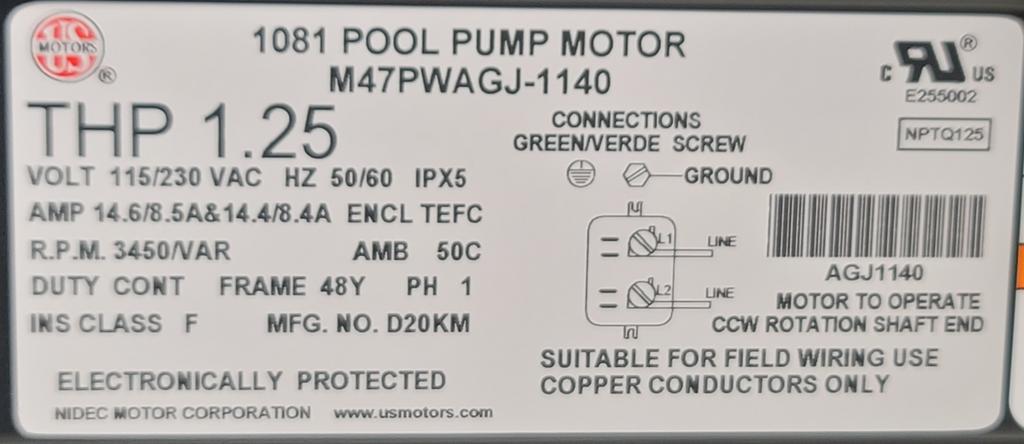 US
MOTORS
®
1081 POOL PUMP MOTOR
M47PWAGJ-1140
C RU ® US
E255002
NPTQ125
THP 1.25
VOLT 115/230 VAC HZ 50/60 IPX5
AMP 14.6/8.5A&14.4/8.4A ENCL TEFC
R.P.M. 3450/VAR AMB 50C
DUTY CONT FRAME 48Y PH 1
INS CLASS F MFG. NO. D20KM
ELECTRONICALLY PROTECTED
NIDEC MOTOR CORPORATION www.usmotors.com
CONNECTIONS
GREEN/VERDE SCREW
GROUND
L1 LINE
L2 LINE
AGJ1140
MOTOR TO OPERATE
CCW ROTATION SHAFT END
SUITABLE FOR FIELD WIRING USE
COPPER CONDUCTORS ONLY